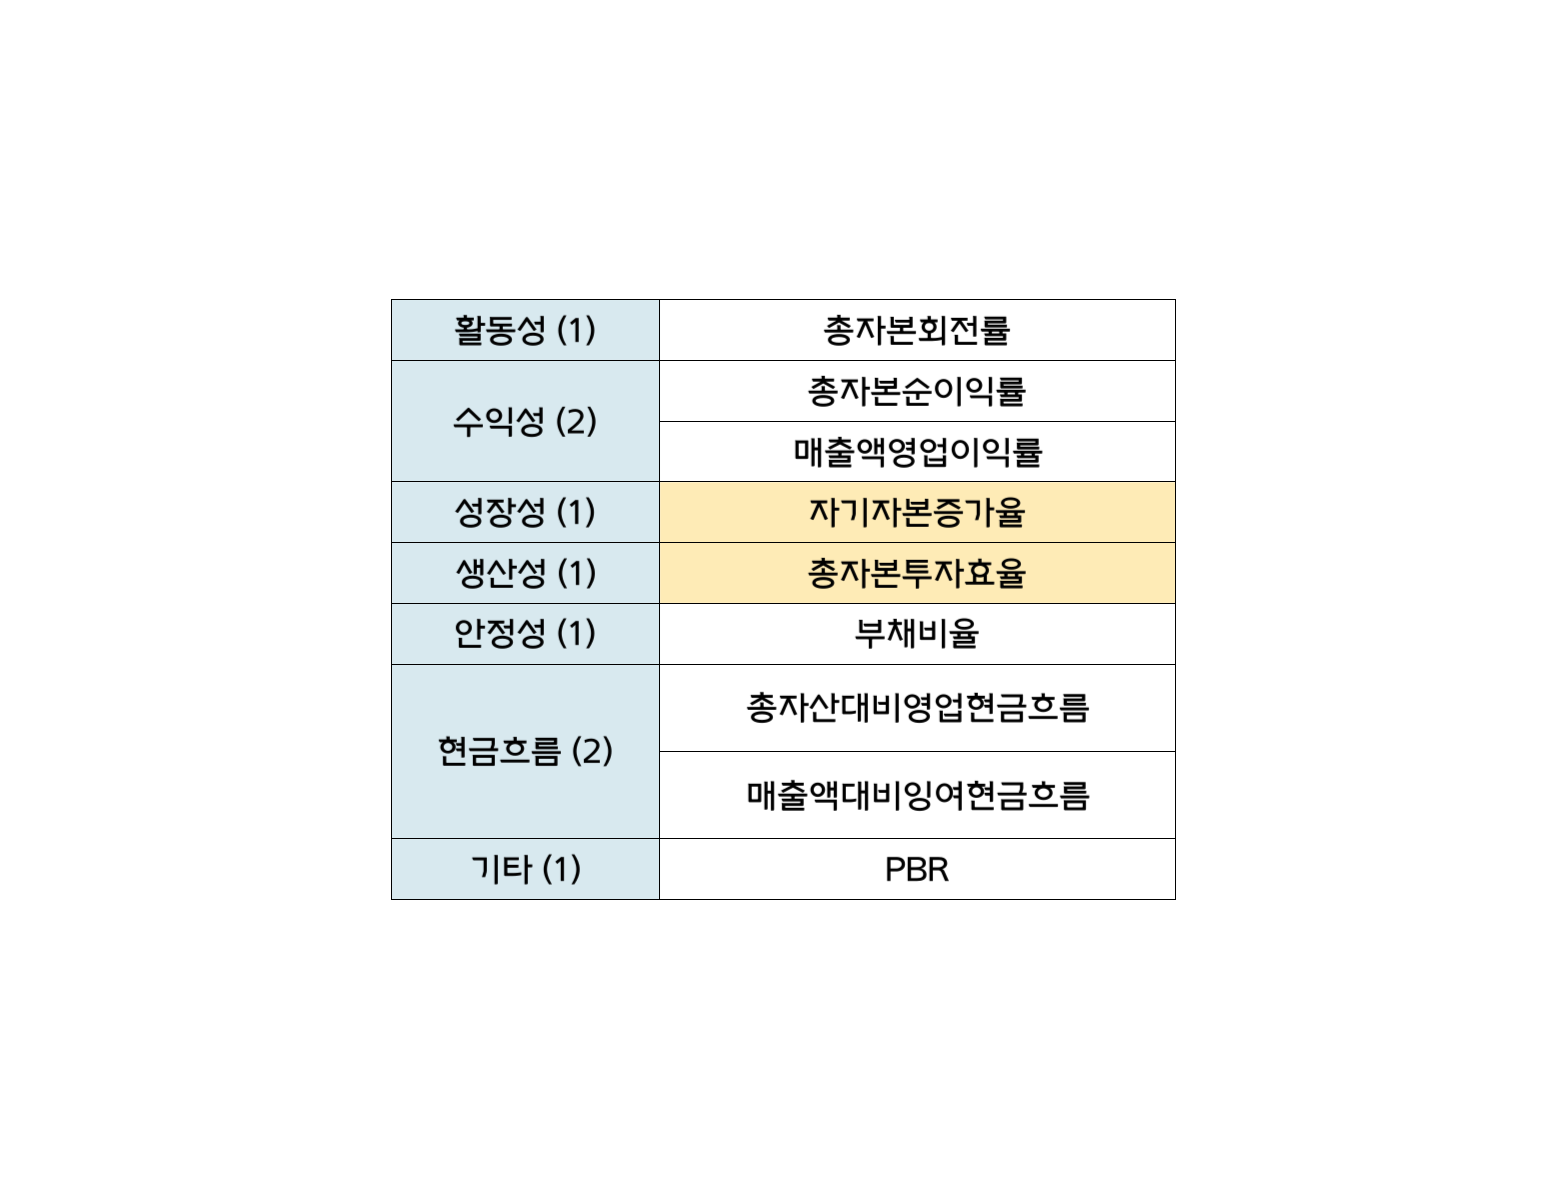 활동성 (1)
총자본회전률
수익성 (2)
총자본순이익률
매출액영업이익률
성장성 (1)
자기자본증가율
생산성 (1)
총자본투자효율
안정성 (1)
부채비율
현금흐름 (2)
총자산대비영업현금흐름
매출액대비잉여현금흐름
기타 (1)
PBR